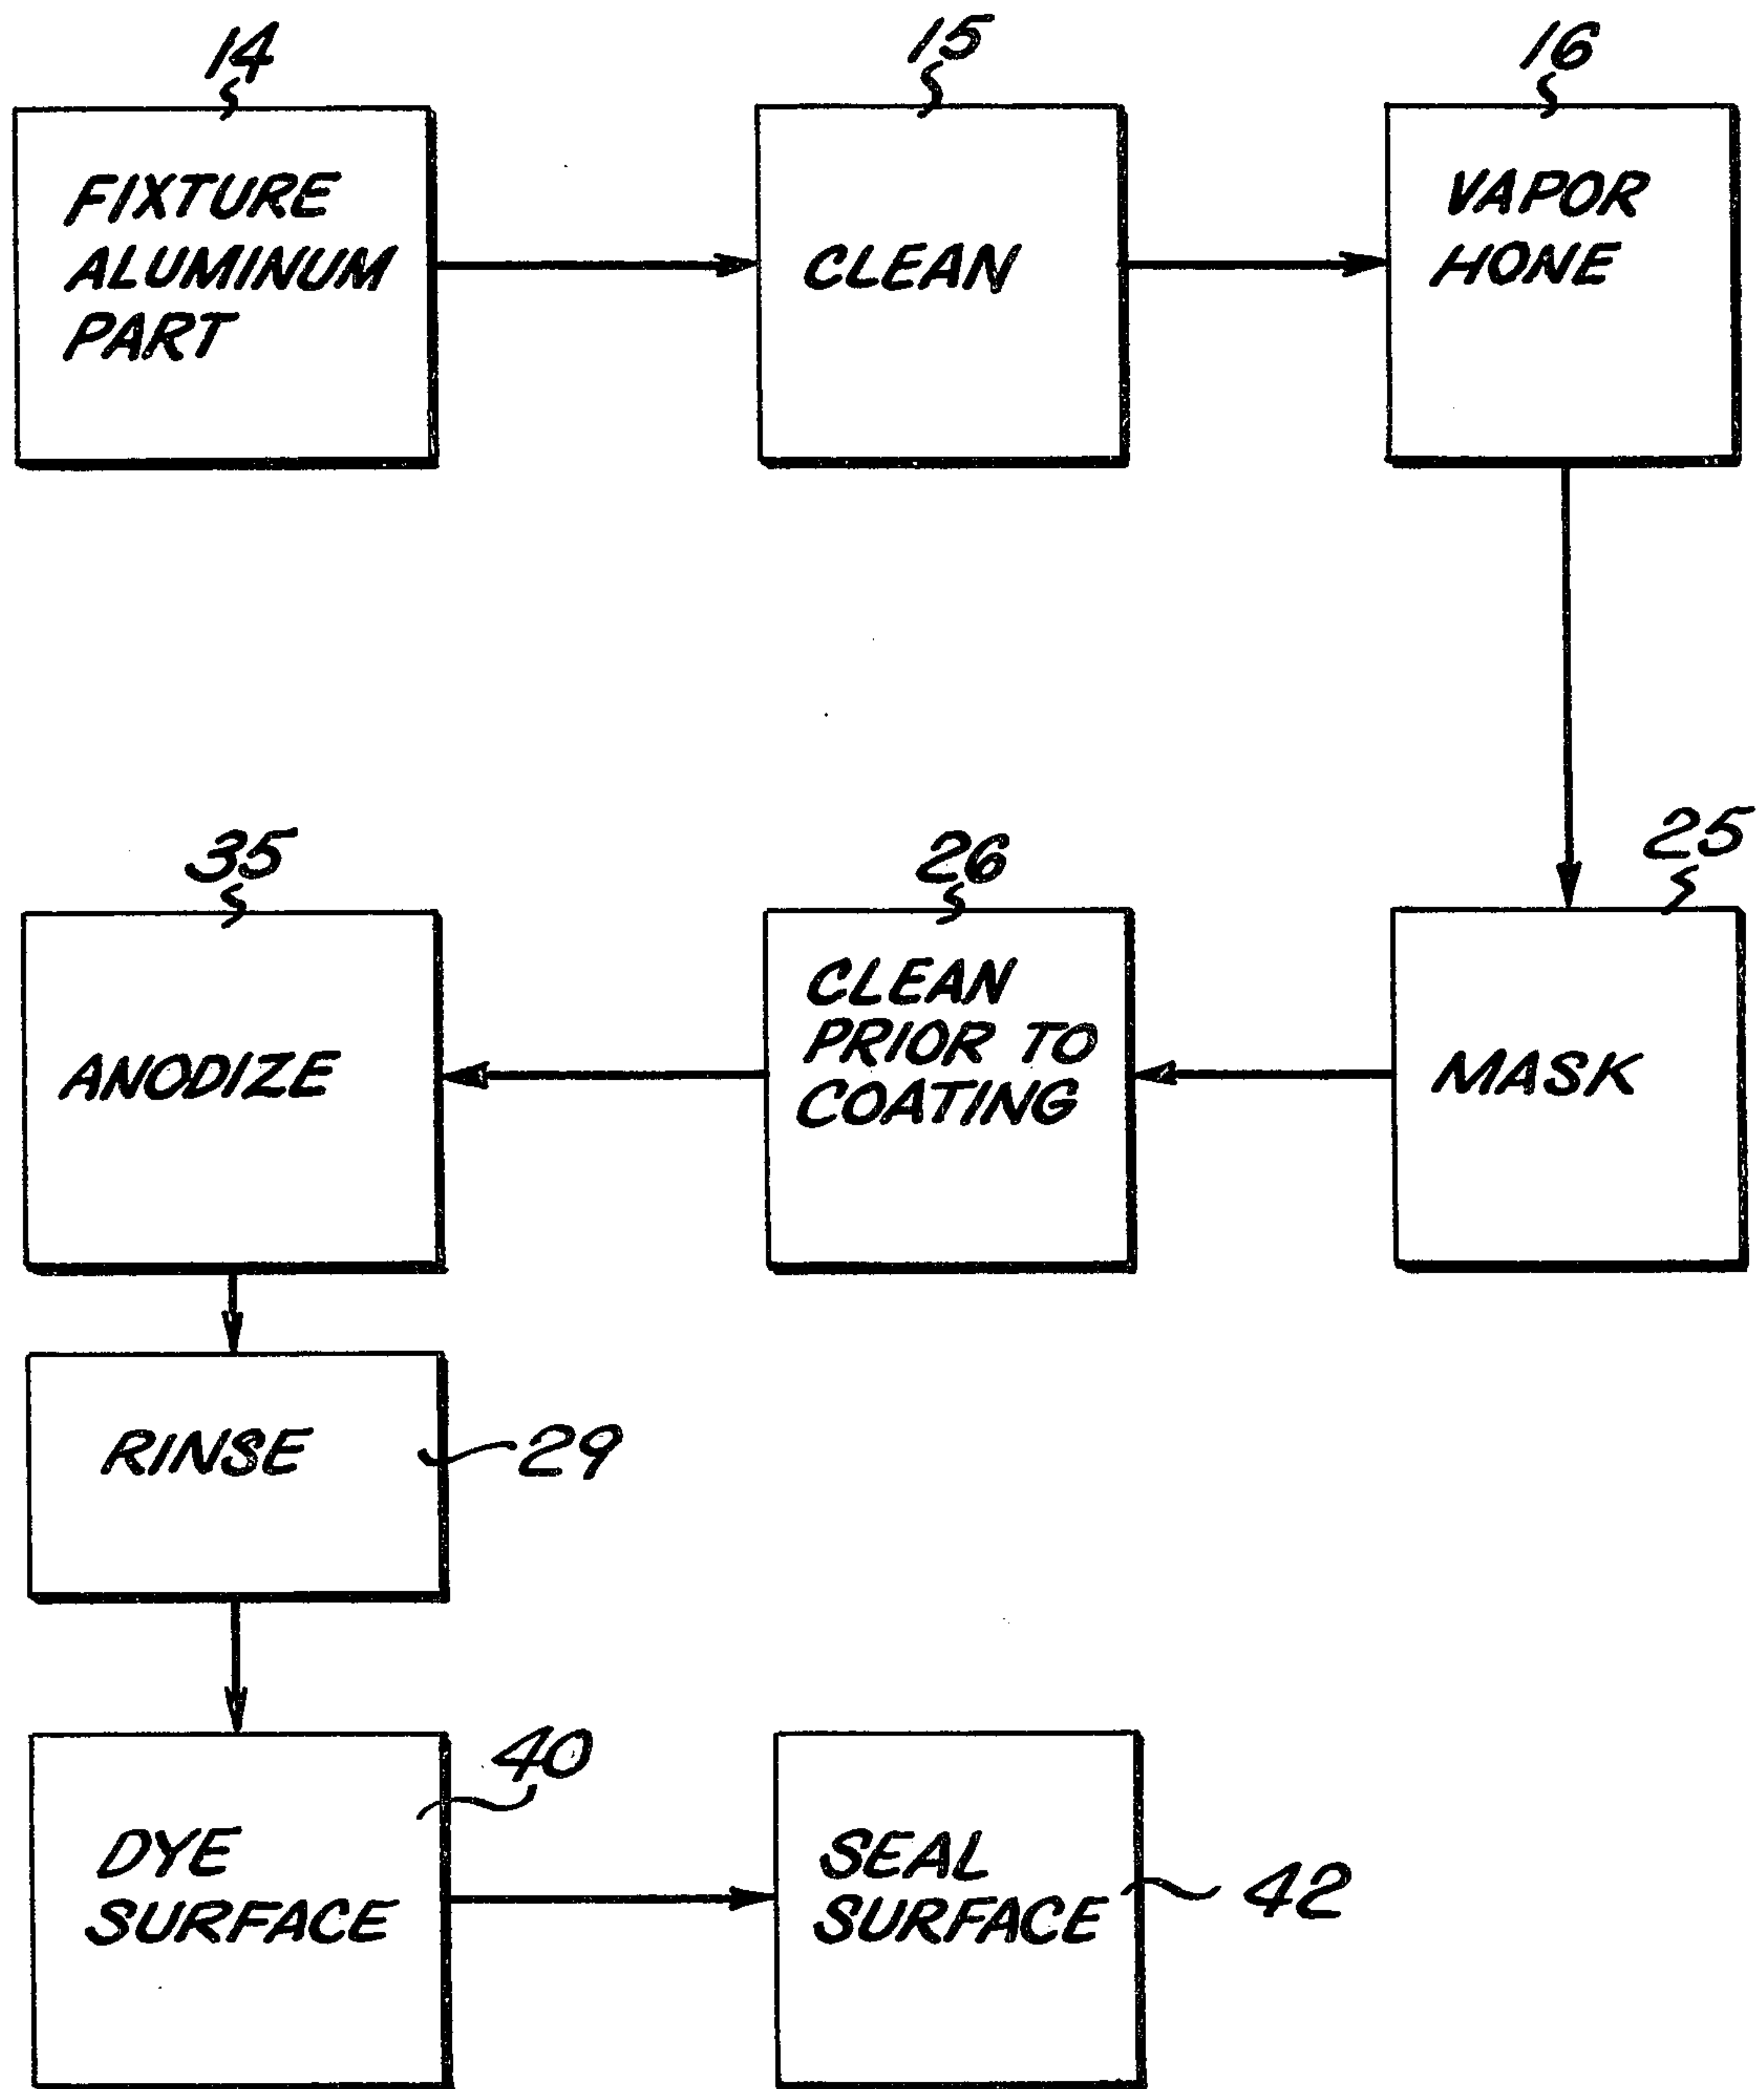 14
FIXTURE
ALUMINUM
PART
15
CLEAN
16
VAPOR
HONE
25
MASK
26
CLEAN
PRIOR TO
COATING
35
ANODIZE
RINSE
29
40
DYE
SURFACE
SEAL
SURFACE
42